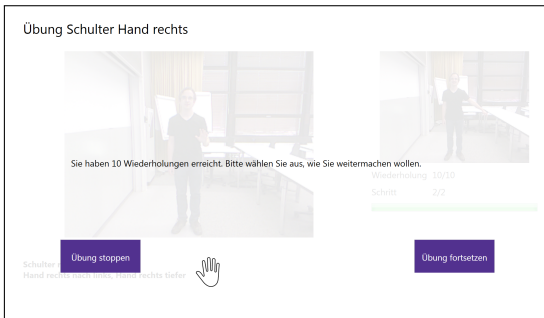 Übung Schulter Hand rechts
Sie haben 10 Wiederholungen erreicht. Bitte wählen Sie aus, wie Sie weitermachen wollen.
Wiederholung 10/10
Schritt 2/2
Übung stoppen
Übung fortsetzen
Schulter
Hand rechts nach links, Hand rechts tiefer